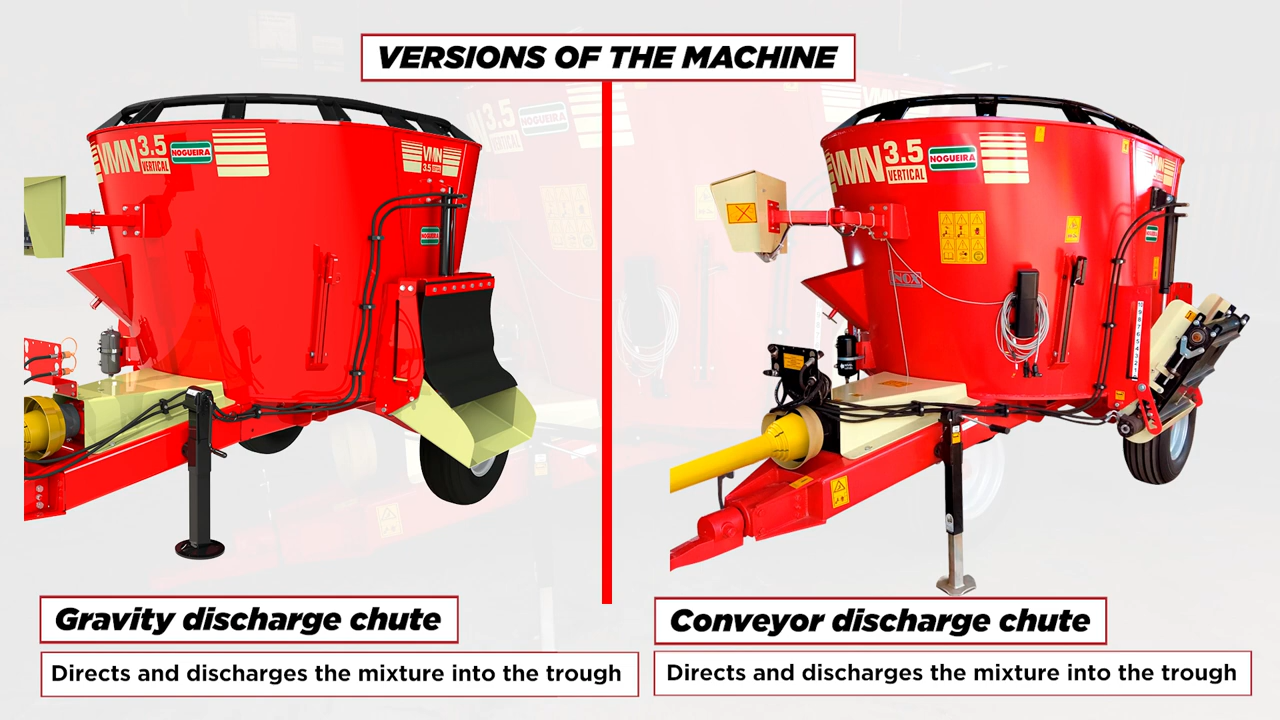 VERSIONS OF THE MACHINE
VMN 3.5
VERTICAL
NOGUEIRA
VMN
3.5
NOGUEIRA
VMN 3.5
VERTICAL
NOGUEIRA
INOX
Gravity discharge chute
Directs and discharges the mixture into the trough
Conveyor discharge chute
Directs and discharges the mixture into the trough